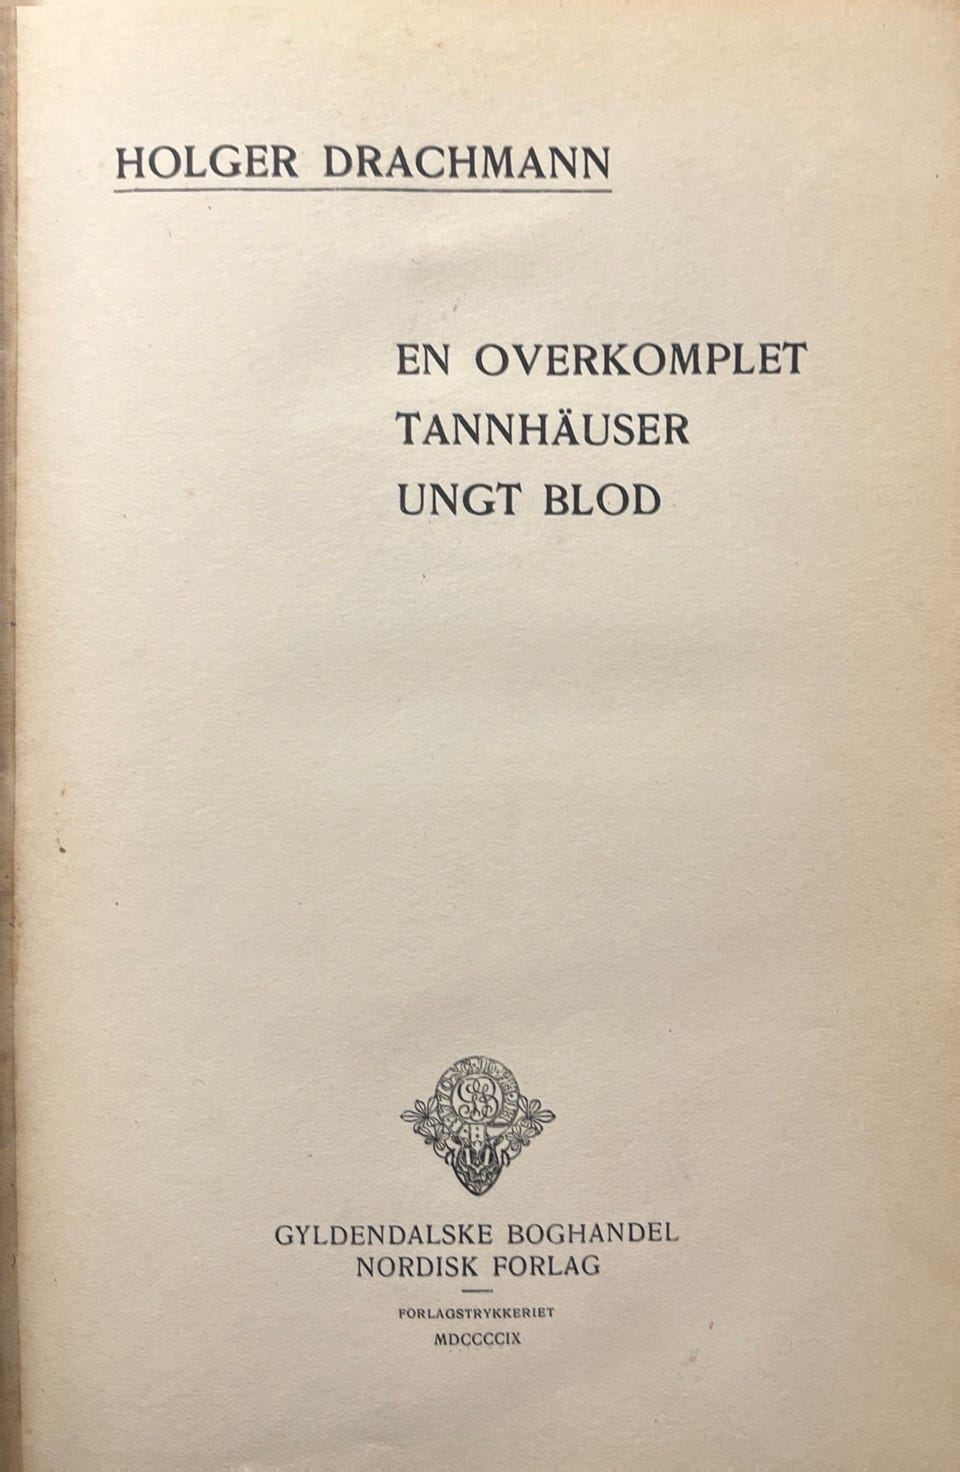 HOLGER DRACHMANN
EN OVERKOMPLET
TANNHÄUSER
UNGT BLOD
GYLDENDALSKE BOGHANDEL
NORDISK FORLAG
FORLAGSTRYKKERIET
MDCCCCIX